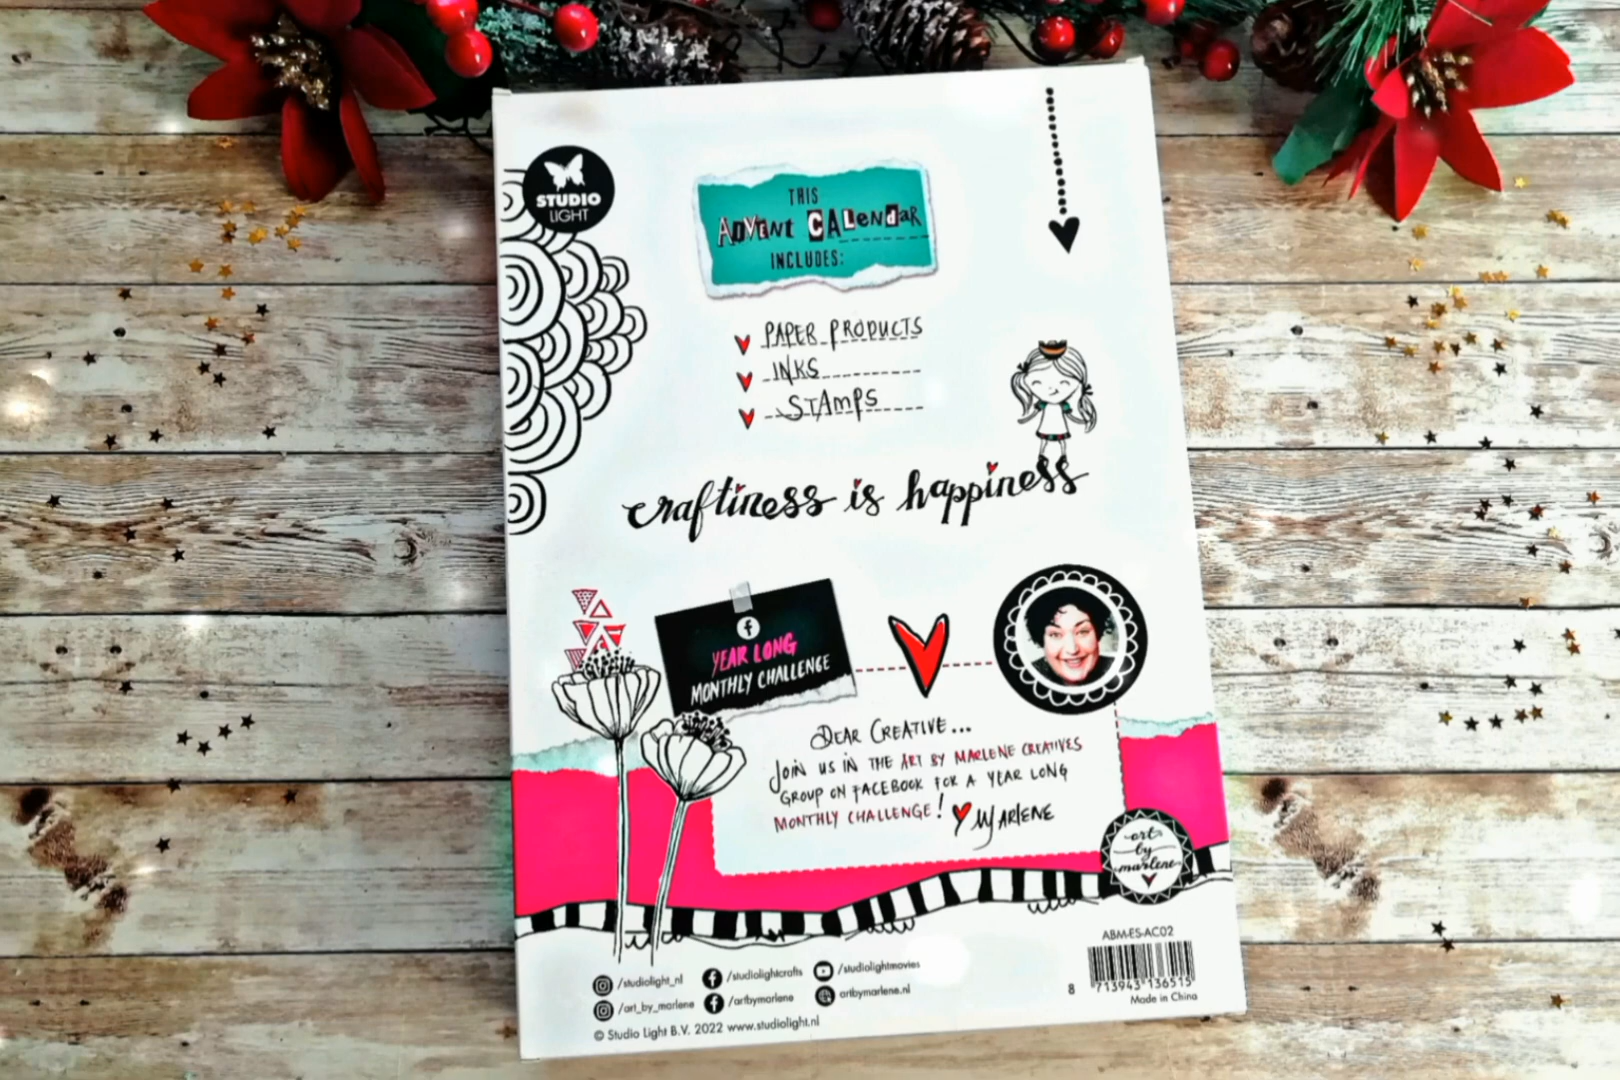 STUDIO
LIGHT
THIS
ADVENT CALENDAR
INCLUDES:
PAPER PRODUCTS
INKS
STAMPS
craftiness is happiness
f
YEAR LONG
MONTHLY CHALLENGE
DEAR CREATIVE...
JOIN US IN THE ART BY MARLENE CREATIVES
GROUP ON FACEBOOK FOR A YEAR LONG
MONTHLY CHALLENGE! MARLENE
art
by
marlene
ABM-ES-AC02
8 713943 136515
Made in China
/studiolight_nl /studiolightcrafts /studiolightmovies
/art_by_marlene /artbymarlene artbymarlene.nl
© Studio Light B.V. 2022 www.studiolight.nl